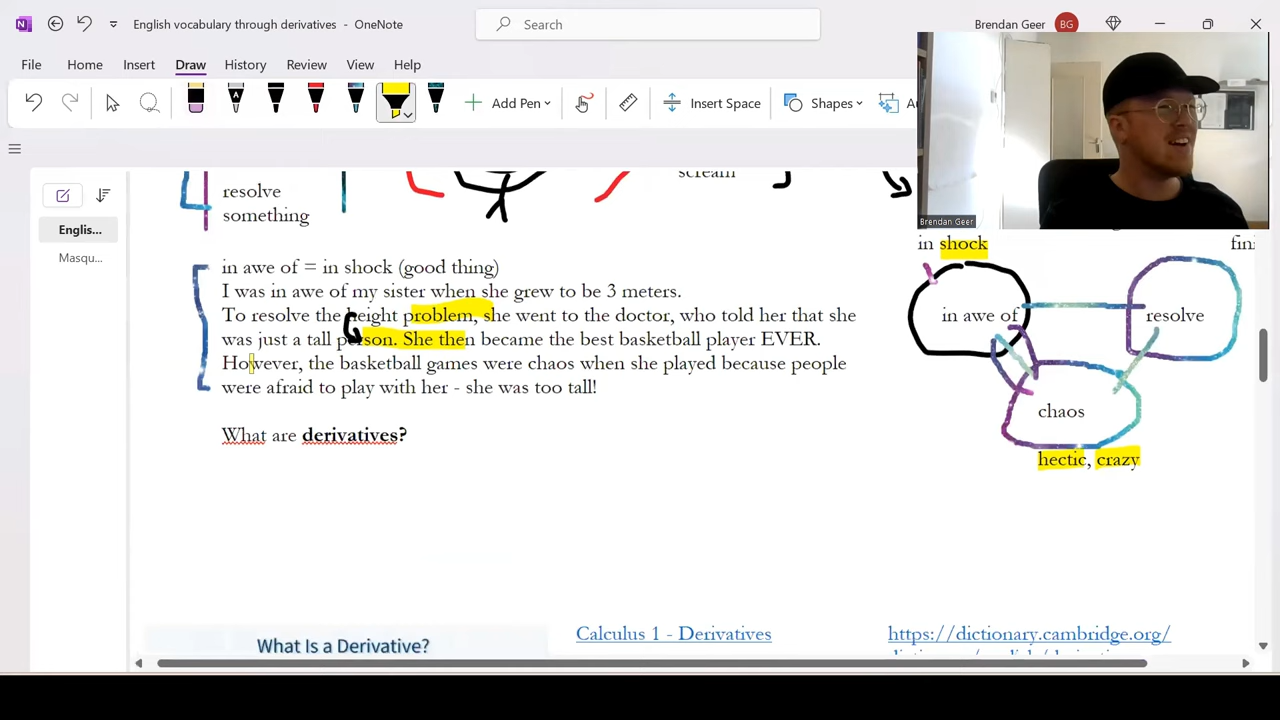 English vocabulary through derivatives - OneNote
Search
Brendan Geer
BG
File Home Insert Draw History Review View Help
Add Pen
Insert Space
Shapes
Brendan Geer
Englis...
Masqu...
resolve
something
scream
in shock
in awe of = in shock (good thing)
I was in awe of my sister when she grew to be 3 meters.
To resolve the height problem, she went to the doctor, who told her that she
was just a tall person. She then became the best basketball player EVER.
However, the basketball games were chaos when she played because people
were afraid to play with her - she was too tall!
What are derivatives?
in awe of
resolve
chaos
hectic, crazy
What Is a Derivative?
Calculus 1 - Derivatives
https://dictionary.cambridge.org/